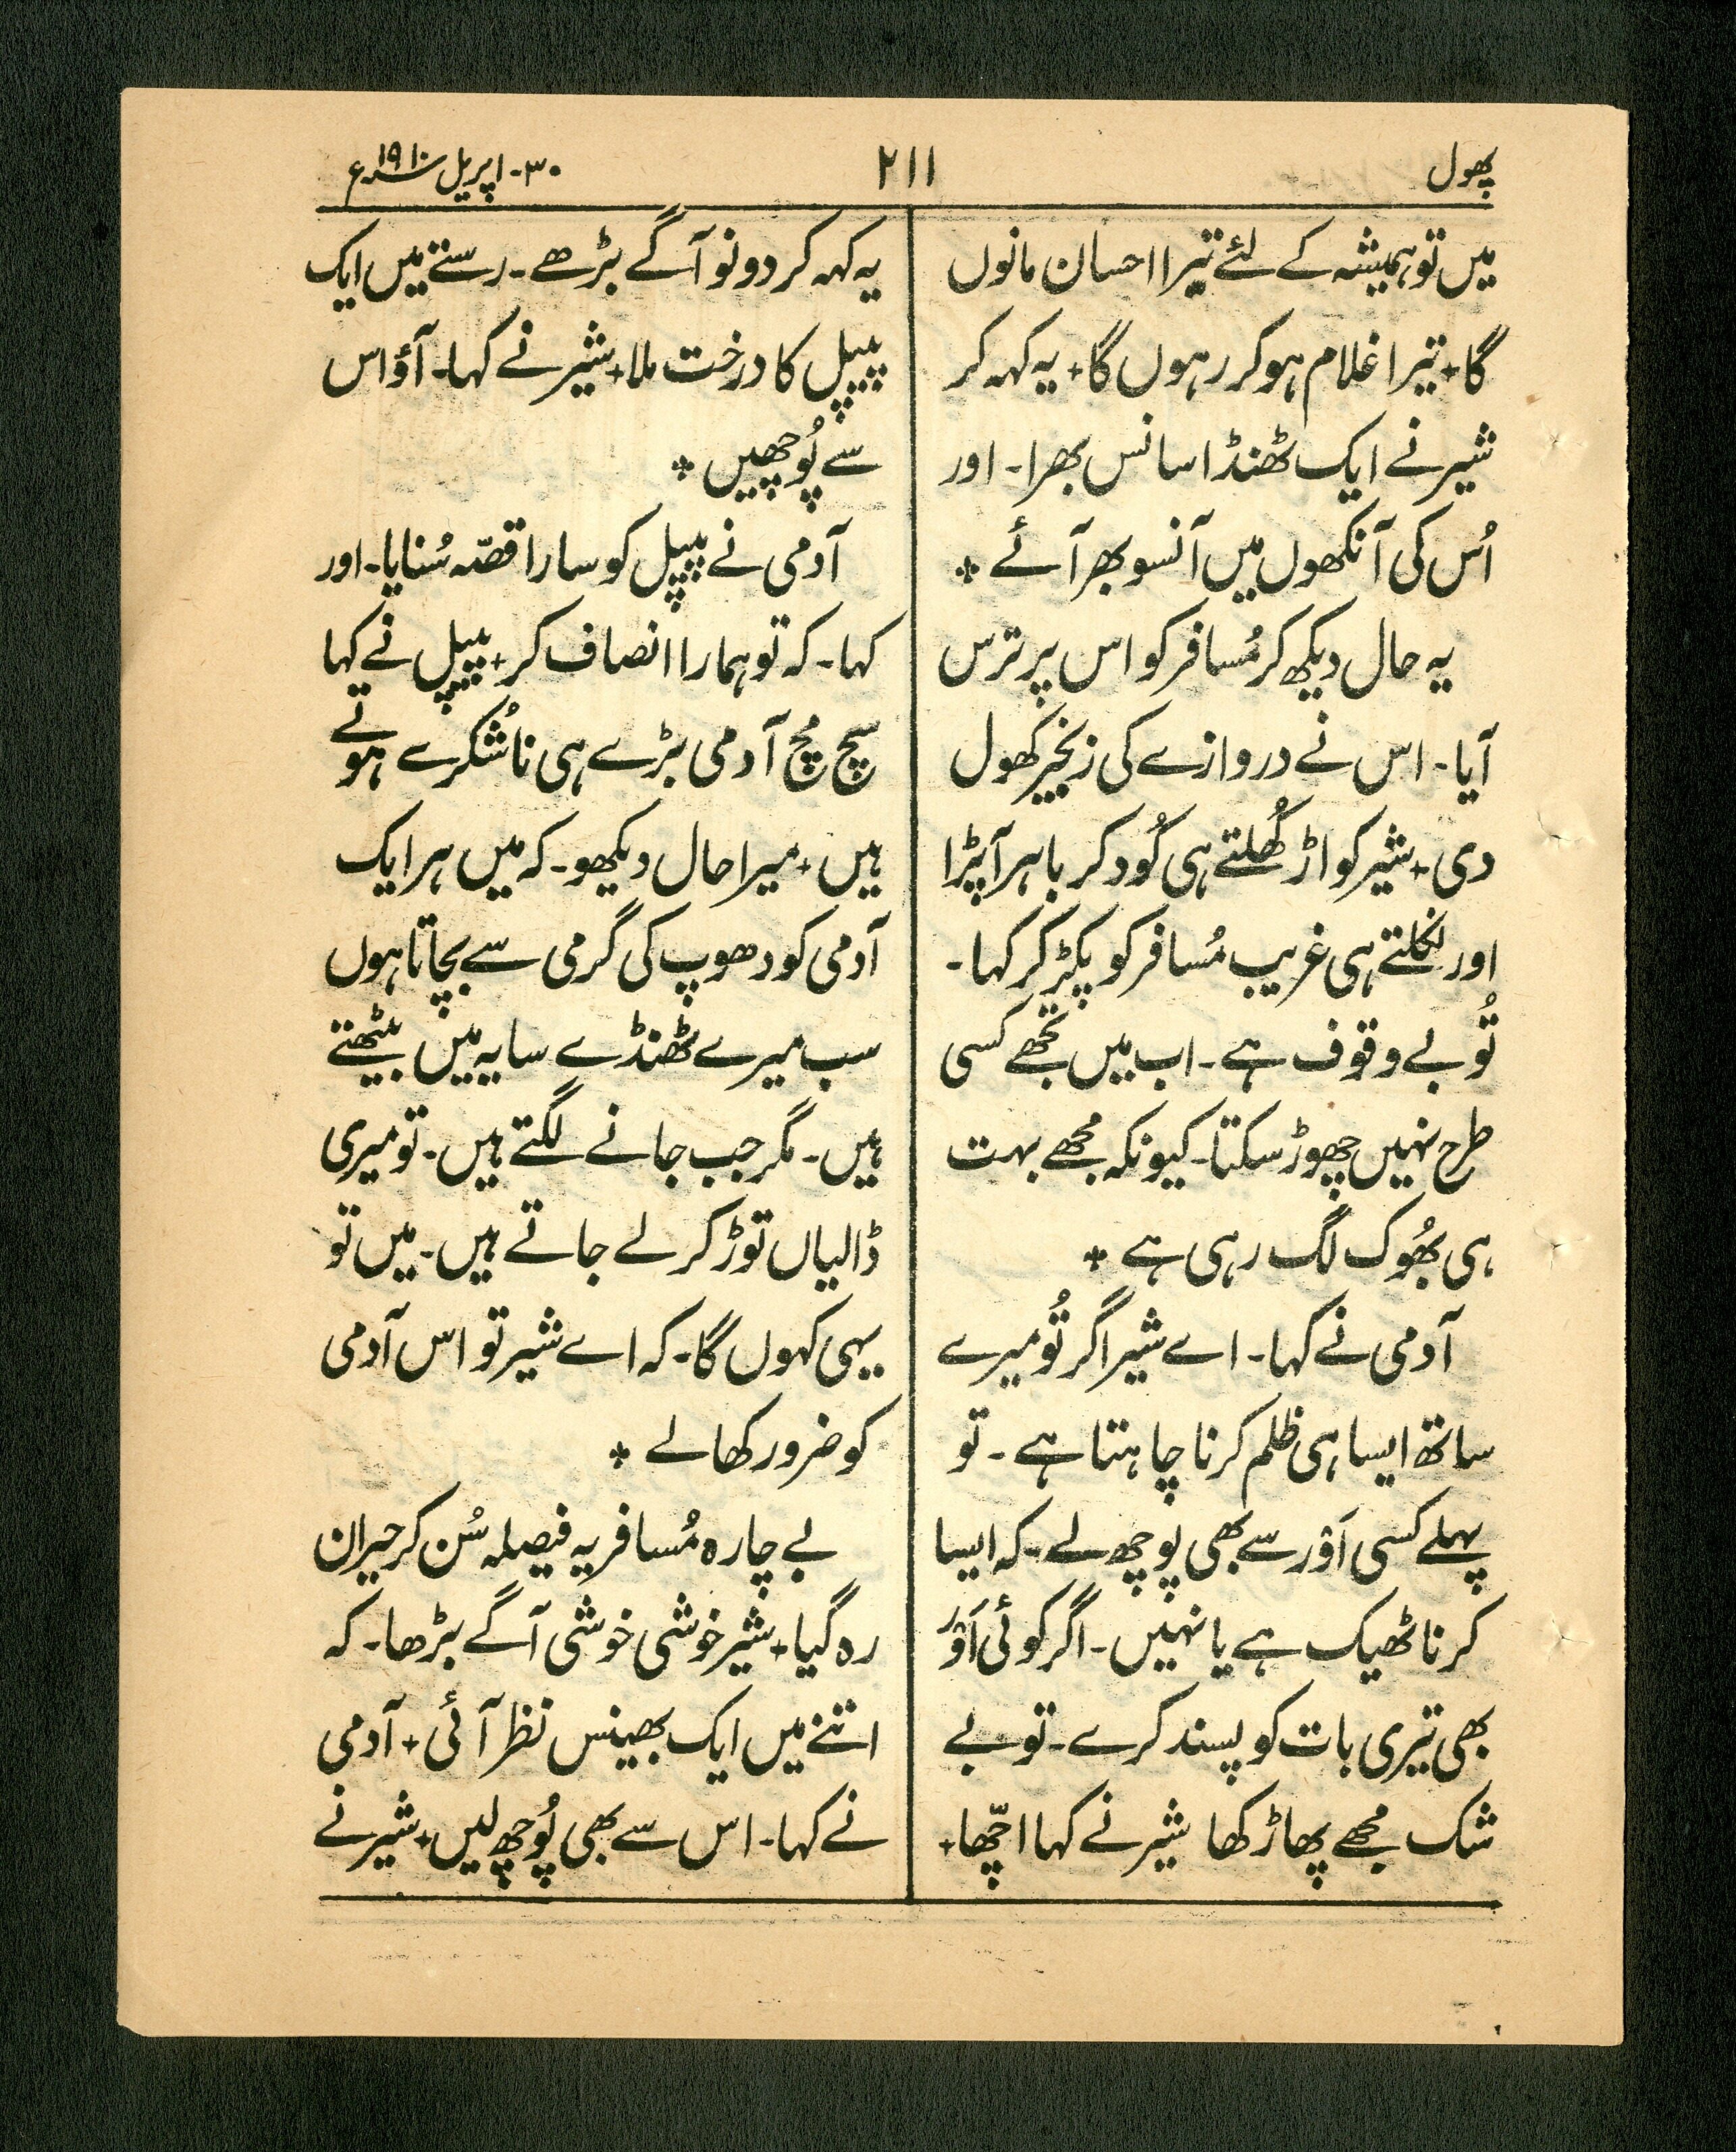 پھول
۲۱۱
۳۰-اپریل ۱۹۱۰ء
میں تو ہمیشہ کے لئے تیرا احسان مانوں
گا٭ تیرا غلام ہوکر رہوں گا٭ یہ کہہ کر
شیر نے ایک ٹھنڈا سانس بھرا۔ اور
اُس کی آنکھوں میں آنسو بھر آئے ٭
یہ حال دیکھ کر مُسافر کو اس پر ترس
آیا۔ اس نے دروازے کی زنجیر کھول
دی٭ شیر کواڑ کُھلتے ہی کُود کر باہر آپڑا
اور نکلتے ہی غریب مُسافر کو پکڑ کر کہا۔
تُو بے وقوف ہے۔ اب میں تجھے کسی
طرح نہیں چھوڑ سکتا۔ کیونکہ مجھے بہت
ہی بُھوک لگ رہی ہے ٭
آدمی نے کہا۔ اے شیر اگر تُو میرے
ساتھ ایسا ہی ظلم کرنا چاہتا ہے۔ تو
پہلے کسی اَوْر سے بھی پوچھ لے۔ کہ ایسا
کرنا ٹھیک ہے یا نہیں۔ اگر کوئی اَوْر
بھی تیری بات کو پسند کرے۔ تو بے
شک مجھے پھاڑ کھا شیر نے کہا اچّھا٭
یہ کہہ کر دونو آگے بڑھے۔ رستے میں ایک
پیپل کا درخت ملا٭ شیر نے کہا۔ آؤ اس
سے پُوچھیں ٭
آدمی نے پیپل کو سارا قصّہ سُنایا۔ اور
کہا۔ کہ تو ہمارا انصاف کر٭ پیپل نے کہا
سچ مُچ آدمی بڑے ہی ناشُکرے ہوتے
ہیں٭ میرا حال دیکھو۔ کہ میں ہر ایک
آدمی کو دھوپ کی گرمی سے بچاتا ہوں
سب میرے ٹھنڈے سایہ میں بیٹھتے
ہیں۔ مگر جب جانے لگتے ہیں۔ تو میری
ڈالیاں توڑ کر لے جاتے ہیں۔ میں تو
یہی کہوں گا۔ کہ اے شیر تو اس آدمی
کو ضرور کھالے ٭
بے چارہ مُسافر یہ فیصلہ سُن کر حیران
رہ گیا٭ شیر خوشی خوشی آگے بڑھا۔ کہ
اتنے میں ایک بھینس نظر آئی٭ آدمی
نے کہا۔ اس سے بھی پُوچھ لیں٭ شیر نے